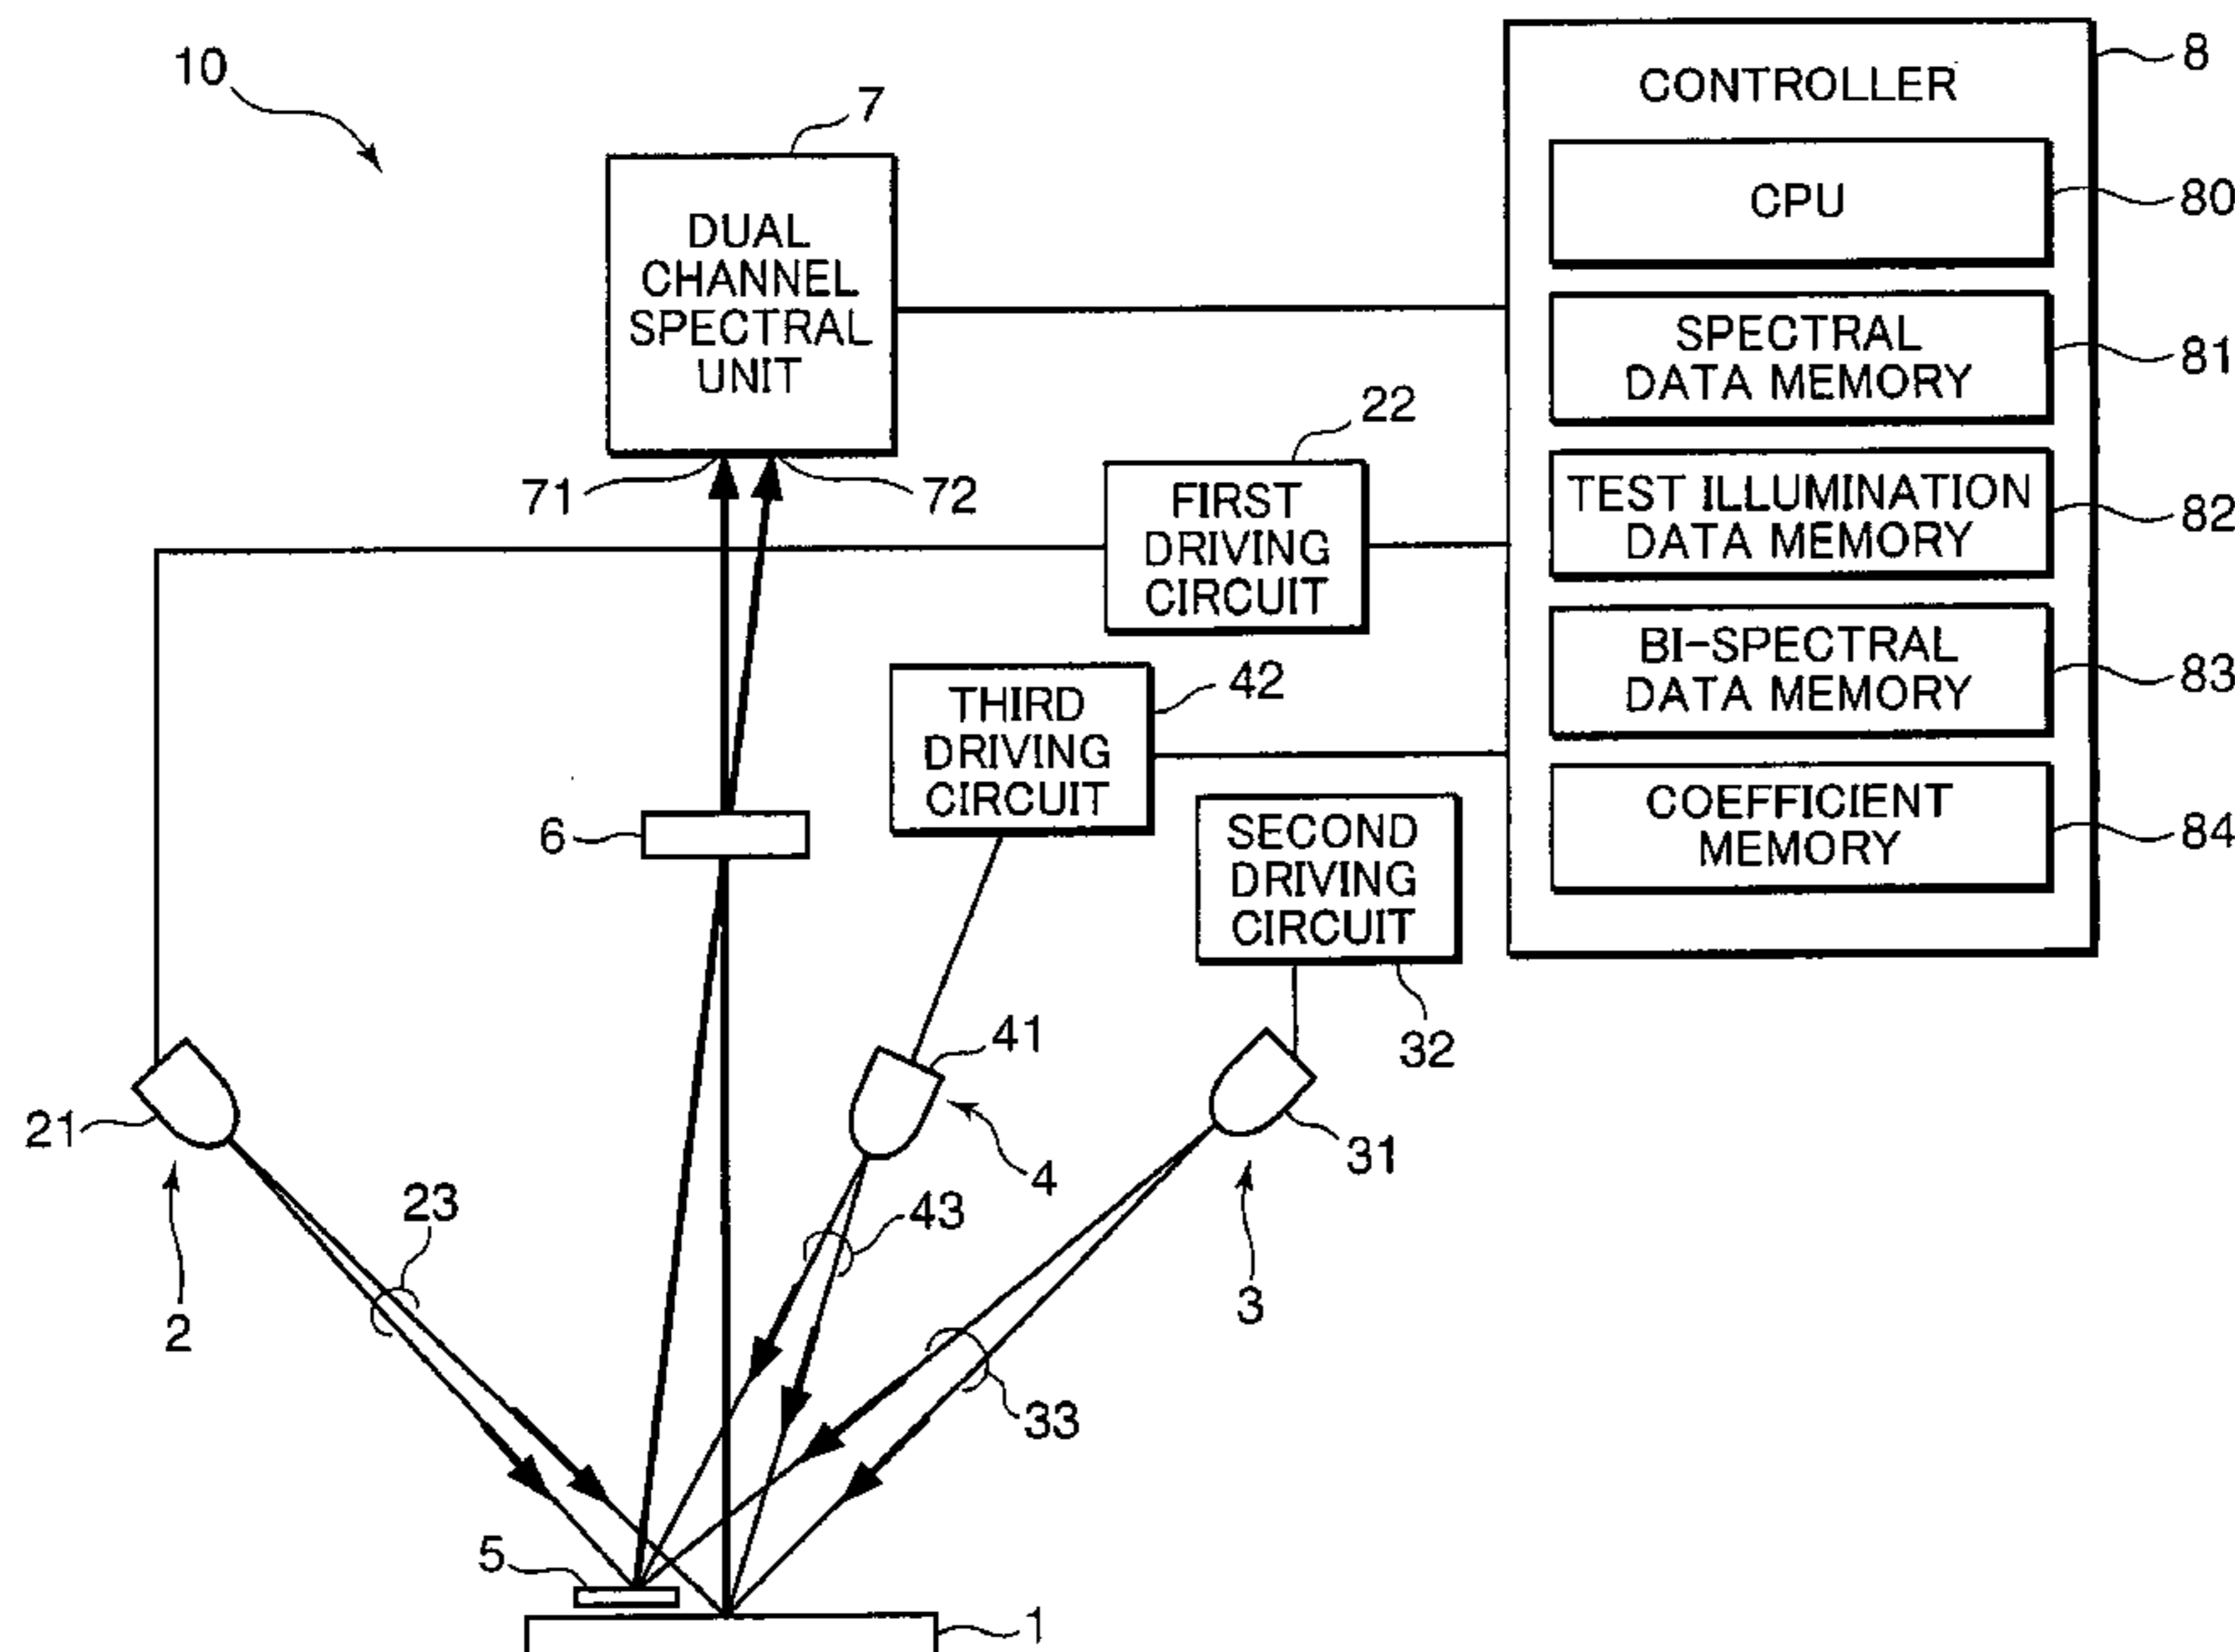 10
7
8
CONTROLLER
CPU
80
SPECTRAL
DATA MEMORY
81
TEST ILLUMINATION
DATA MEMORY
82
BI-SPECTRAL
DATA MEMORY
83
COEFFICIENT
MEMORY
84
DUAL
CHANNEL
SPECTRAL
UNIT
71
72
22
FIRST
DRIVING
CIRCUIT
42
THIRD
DRIVING
CIRCUIT
6
SECOND
DRIVING
CIRCUIT
32
41
4
21
31
23
43
2
3
33
5
1